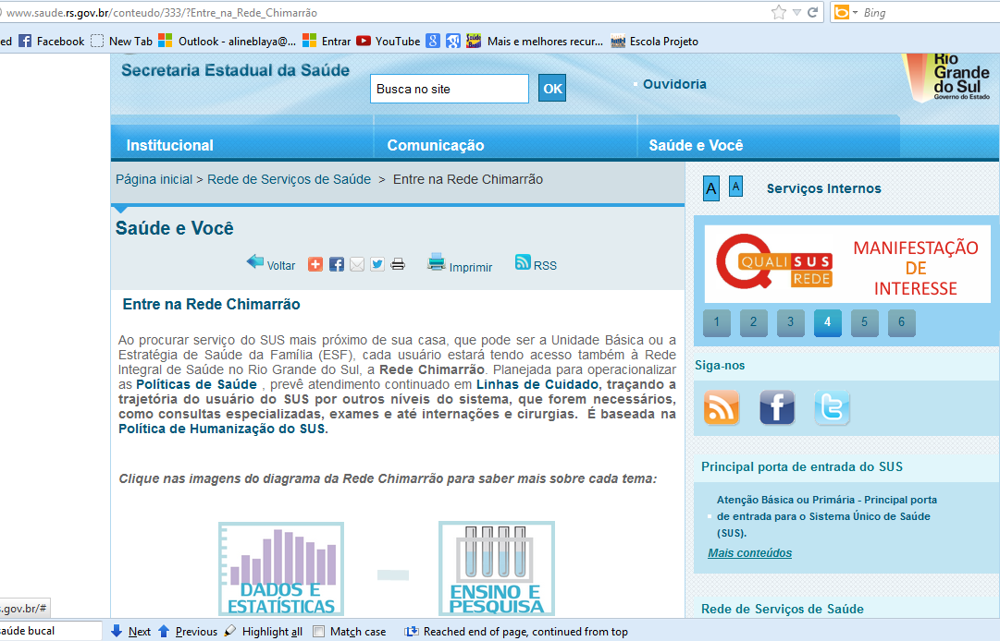 www.saude.rs.gov.br/conteudo/333/?Entre_na_Rede_Chimarrão
Bing
ed Facebook New Tab Outlook - alineblaya@... Entrar YouTube Mais e melhores recur... Escola Projeto
Secretaria Estadual da Saúde
Busca no site
OK
Ouvidoria
Rio
Grande
do Sul
Governo do Estado
Institucional
Comunicação
Saúde e Você
Página inicial > Rede de Serviços de Saúde > Entre na Rede Chimarrão
Saúde e Você
Voltar
Imprimir
RSS
Entre na Rede Chimarrão
Ao procurar serviço do SUS mais próximo de sua casa, que pode ser a Unidade Básica ou a
Estratégia de Saúde da Família (ESF), cada usuário estará tendo acesso também à Rede
Integral de Saúde no Rio Grande do Sul, a Rede Chimarrão. Planejada para operacionalizar
as Políticas de Saúde , prevê atendimento continuado em Linhas de Cuidado, traçando a
trajetória do usuário do SUS por outros níveis do sistema, que forem necessários,
como consultas especializadas, exames e até internações e cirurgias. É baseada na
Política de Humanização do SUS.
Clique nas imagens do diagrama da Rede Chimarrão para saber mais sobre cada tema:
DADOS E
ESTATÍSTICAS
ENSINO E
PESQUISA
A A Serviços Internos
QUALISUS
REDE
MANIFESTAÇÃO
DE
INTERESSE
1 2 3 4 5 6
Siga-nos
Principal porta de entrada do SUS
Atenção Básica ou Primária - Principal porta
de entrada para o Sistema Único de Saúde
(SUS).
Mais conteúdos
Rede de Serviços de Saúde
.gov.br/#
aúde bucal
Next Previous Highlight all Match case Reached end of page, continued from top